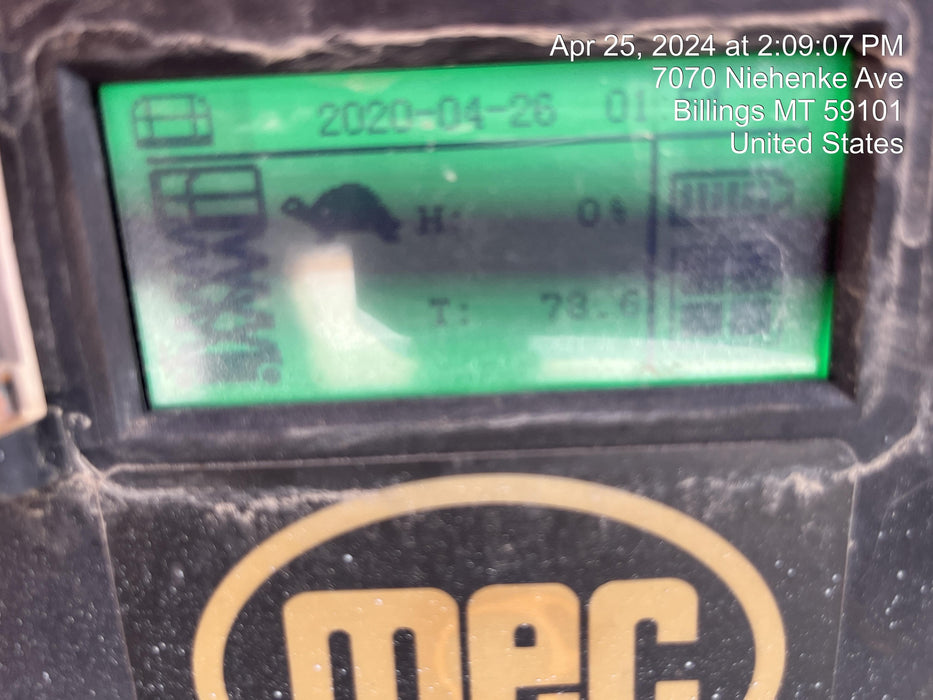 Apr 25, 2024 at 2:09:07 PM
7070 Niehenke Ave
Billings MT 59101
United States
2020-04-26 01:
H: 0%
T: 73.6
mec